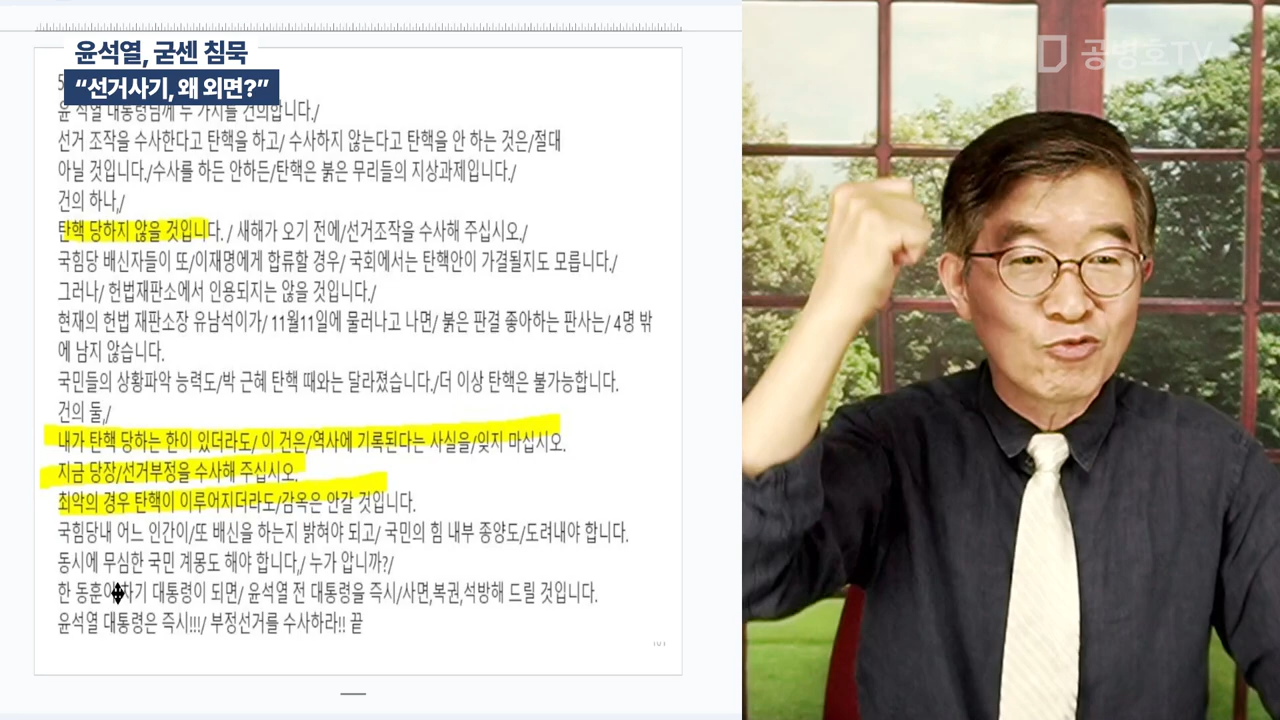 윤석열, 굳센 침묵
“선거사기, 왜 외면?”
공병호TV
5
윤 석열 대통령님께 두 가지를 건의합니다./
선거 조작을 수사한다고 탄핵을 하고/ 수사하지 않는다고 탄핵을 안 하는 것은/절대
아닐 것입니다./수사를 하든 안하든/탄핵은 붉은 무리들의 지상과제입니다./
건의 하나,/
탄핵 당하지 않을 것입니다. / 새해가 오기 전에/선거조작을 수사해 주십시오./
국힘당 배신자들이 또/이재명에게 합류할 경우/ 국회에서는 탄핵안이 가결될지도 모릅니다./
그러나/ 헌법재판소에서 인용되지는 않을 것입니다./
현재의 헌법 재판소장 유남석이가/ 11월11일에 물러나고 나면/ 붉은 판결 좋아하는 판사는/ 4명 밖
에 남지 않습니다.
국민들의 상황파악 능력도/박 근혜 탄핵 때와는 달라졌습니다./더 이상 탄핵은 불가능합니다.
건의 둘,/
내가 탄핵 당하는 한이 있더라도/ 이 건은/역사에 기록된다는 사실을/잊지 마십시오.
지금 당장/선거부정을 수사해 주십시오.
최악의 경우 탄핵이 이루어지더라도/감옥은 안갈 것입니다.
국힘당내 어느 인간이/또 배신을 하는지 밝혀야 되고/ 국민의 힘 내부 종양도/도려내야 합니다.
동시에 무심한 국민 계몽도 해야 합니다,/ 누가 압니까?/
한 동훈이 차기 대통령이 되면/ 윤석열 전 대통령을 즉시/사면,복권,석방해 드릴 것입니다.
윤석열 대통령은 즉시!!!/ 부정선거를 수사하라!! 끝